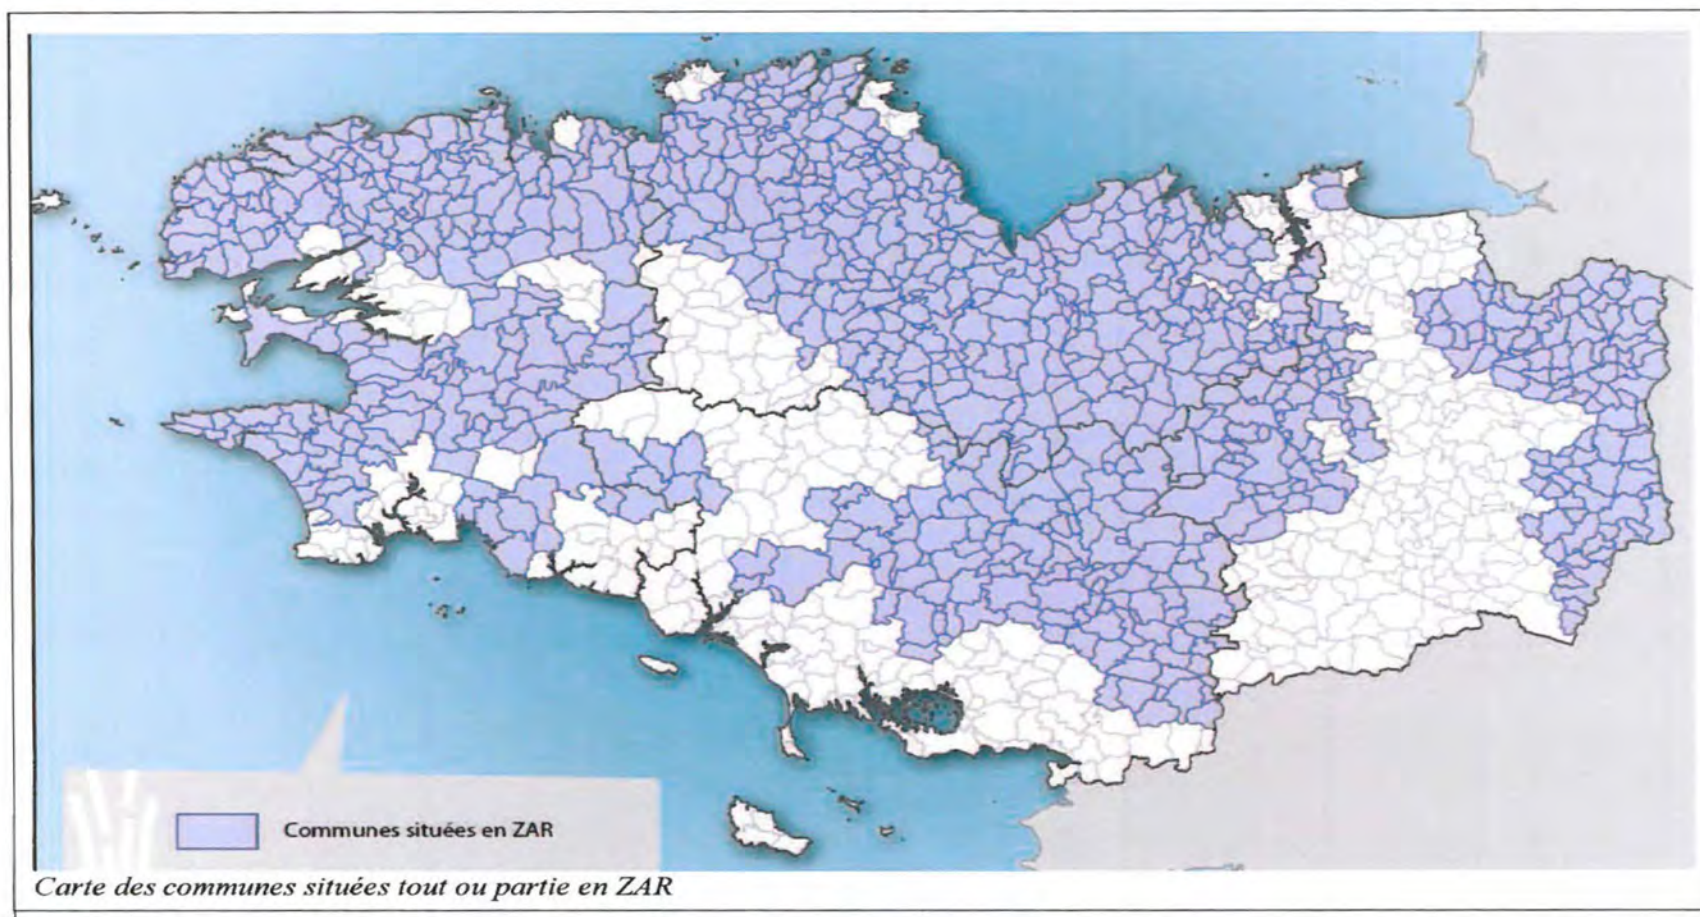 Communes situées en ZAR
Carte des communes situées tout ou partie en ZAR